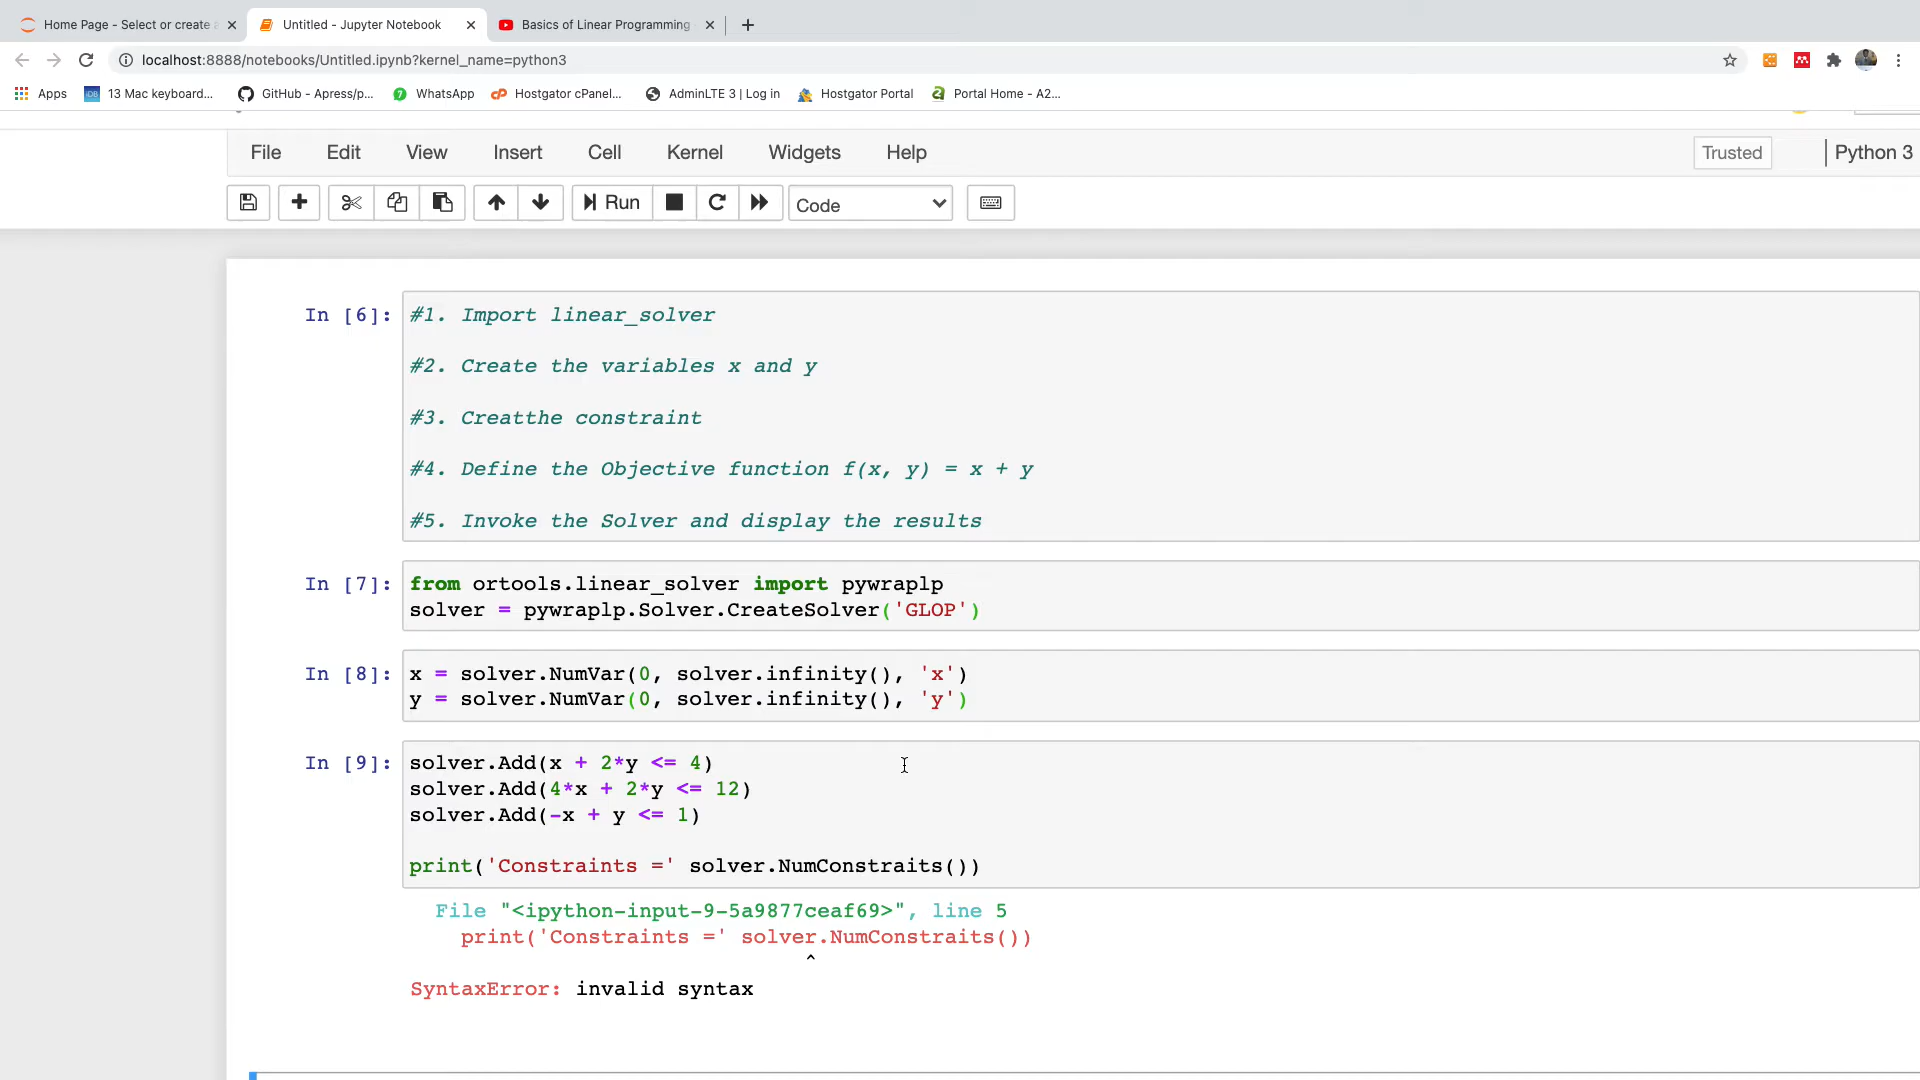 Home Page - Select or create a
Untitled - Jupyter Notebook
Basics of Linear Programming
localhost:8888/notebooks/Untitled.ipynb?kernel_name=python3
Apps
13 Mac keyboard...
GitHub - Apress/p...
WhatsApp
Hostgator cPanel...
AdminLTE 3 | Log in
Hostgator Portal
Portal Home - A2...
File Edit View Insert Cell Kernel Widgets Help
Trusted
Python 3
Run
Code
In [6]:
#1. Import linear_solver
#2. Create the variables x and y
#3. Creatthe constraint
#4. Define the Objective function f(x, y) = x + y
#5. Invoke the Solver and display the results
In [7]:
from ortools.linear_solver import pywraplp
solver = pywraplp.Solver.CreateSolver('GLOP')
In [8]:
x = solver.NumVar(0, solver.infinity(), 'x')
y = solver.NumVar(0, solver.infinity(), 'y')
In [9]:
solver.Add(x + 2*y <= 4)
solver.Add(4*x + 2*y <= 12)
solver.Add(-x + y <= 1)
print('Constraints =' solver.NumConstraits())
File "<ipython-input-9-5a9877ceaf69>", line 5
print('Constraints =' solver.NumConstraits())
^
SyntaxError: invalid syntax